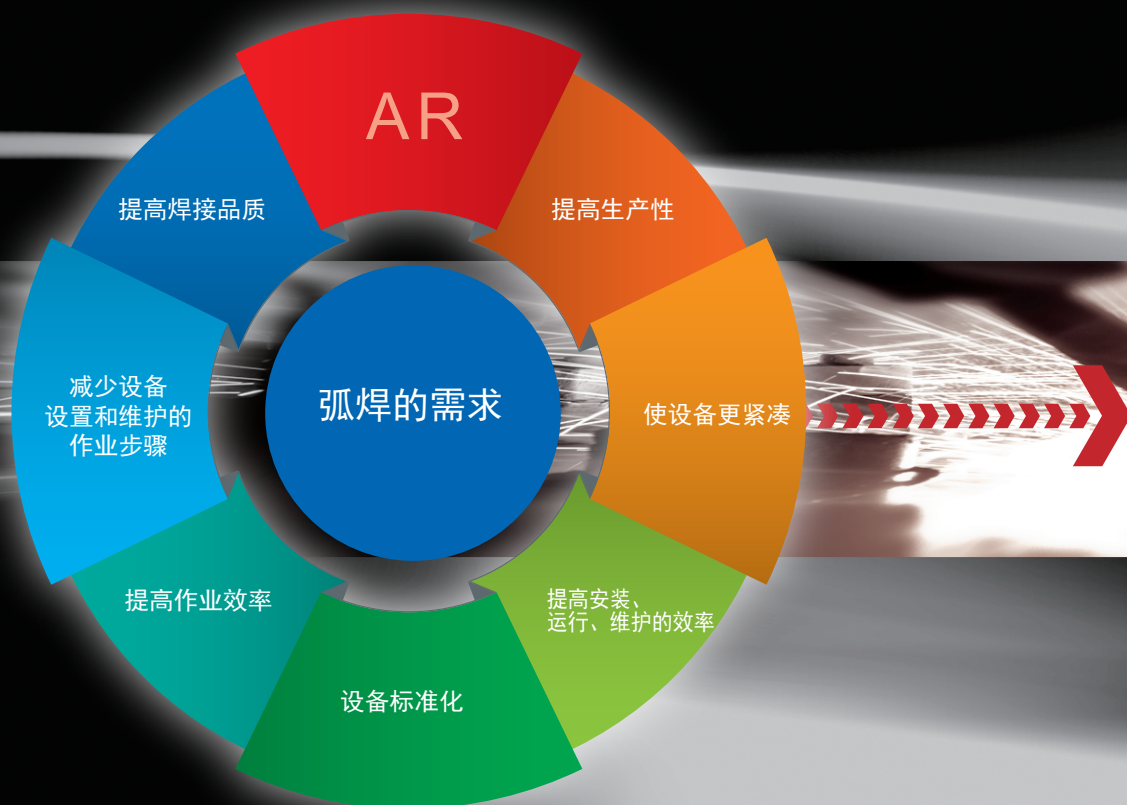 AR
提高焊接品质
提高生产性
减少设备
设置和维护的
作业步骤
弧焊的需求
使设备更紧凑
提高作业效率
提高安装、
运行、维护的效率
设备标准化